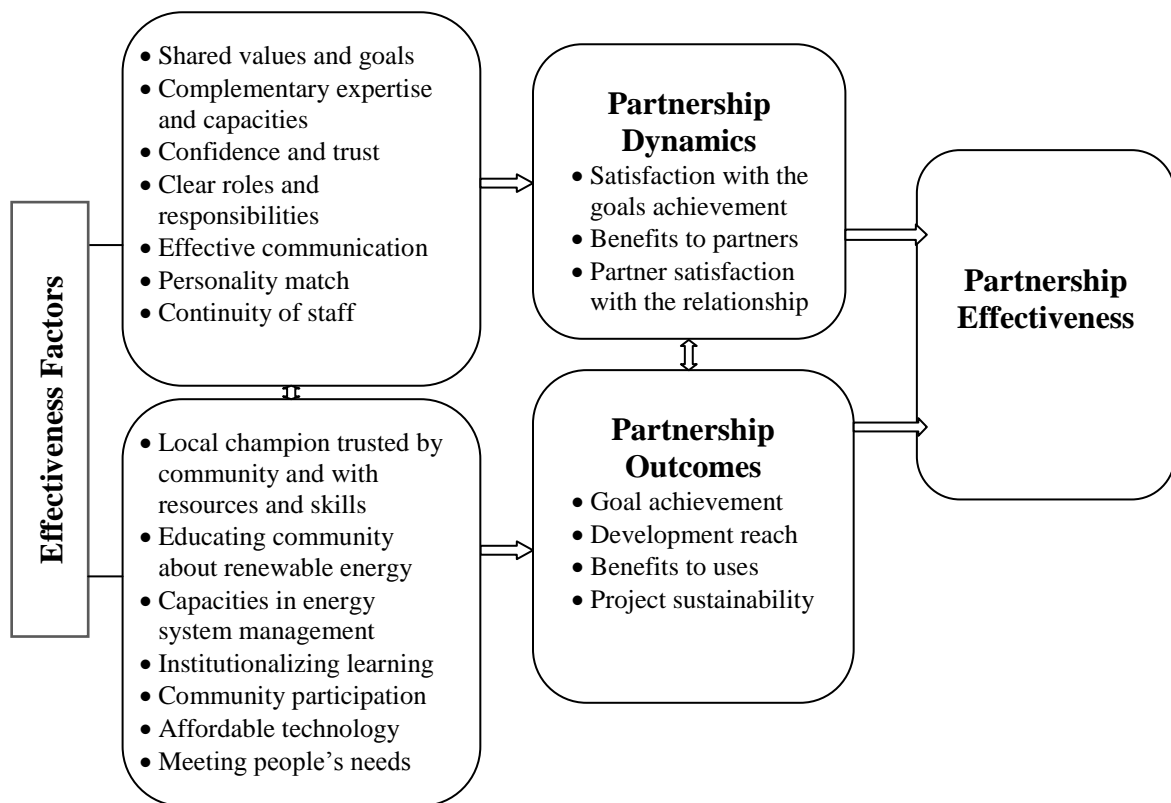 Effectiveness Factors
• Shared values and goals
• Complementary expertise
and capacities
• Confidence and trust
• Clear roles and
responsibilities
• Effective communication
• Personality match
• Continuity of staff
• Local champion trusted by
community and with
resources and skills
• Educating community
about renewable energy
• Capacities in energy
system management
• Institutionalizing learning
• Community participation
• Affordable technology
• Meeting people’s needs
Partnership
Dynamics
• Satisfaction with the
goals achievement
• Benefits to partners
• Partner satisfaction
with the relationship
Partnership
Outcomes
• Goal achievement
• Development reach
• Benefits to uses
• Project sustainability
Partnership
Effectiveness